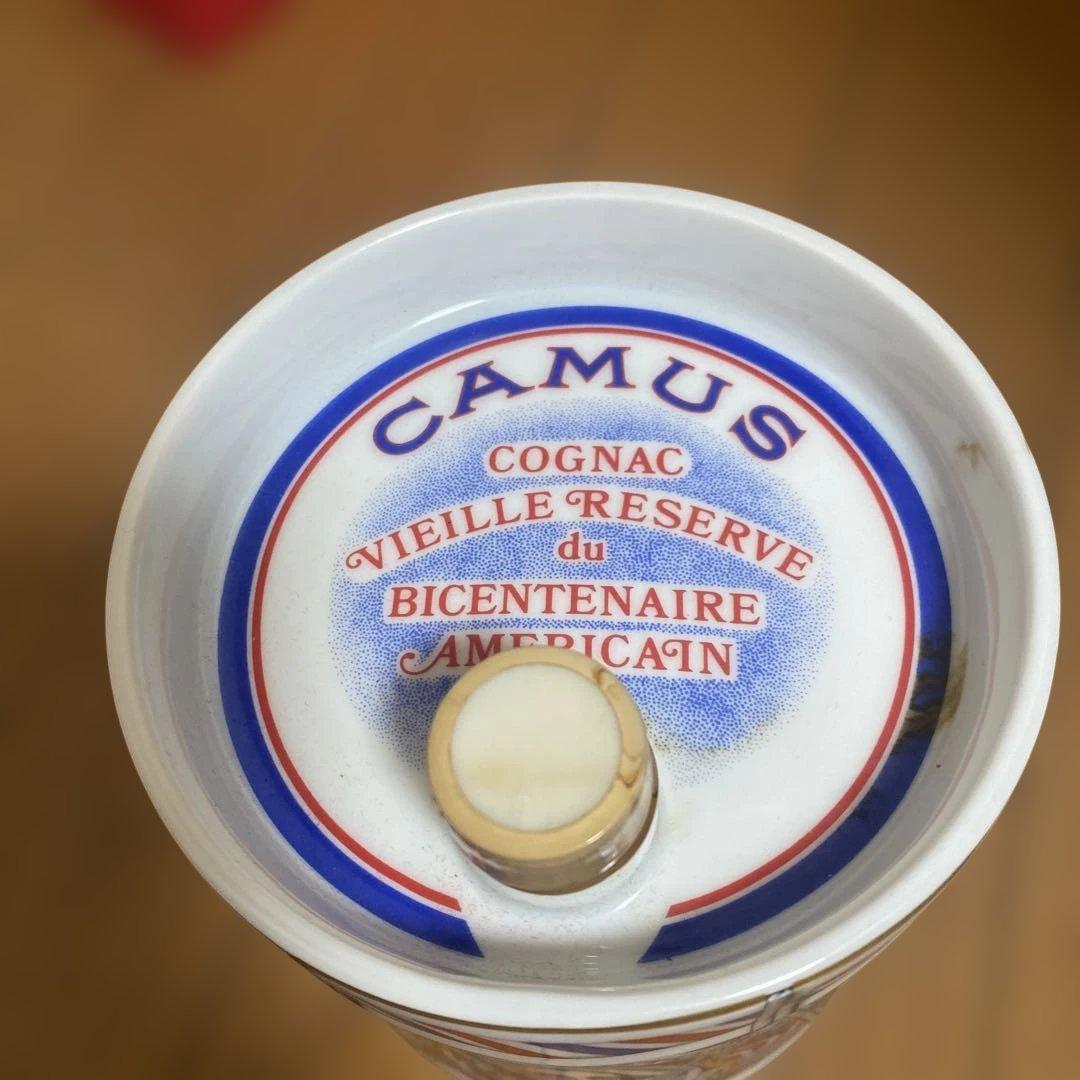 CAMUS
COGNAC
VIEILLE RESERVE
du
BICENTENAIRE
AMERICAIN